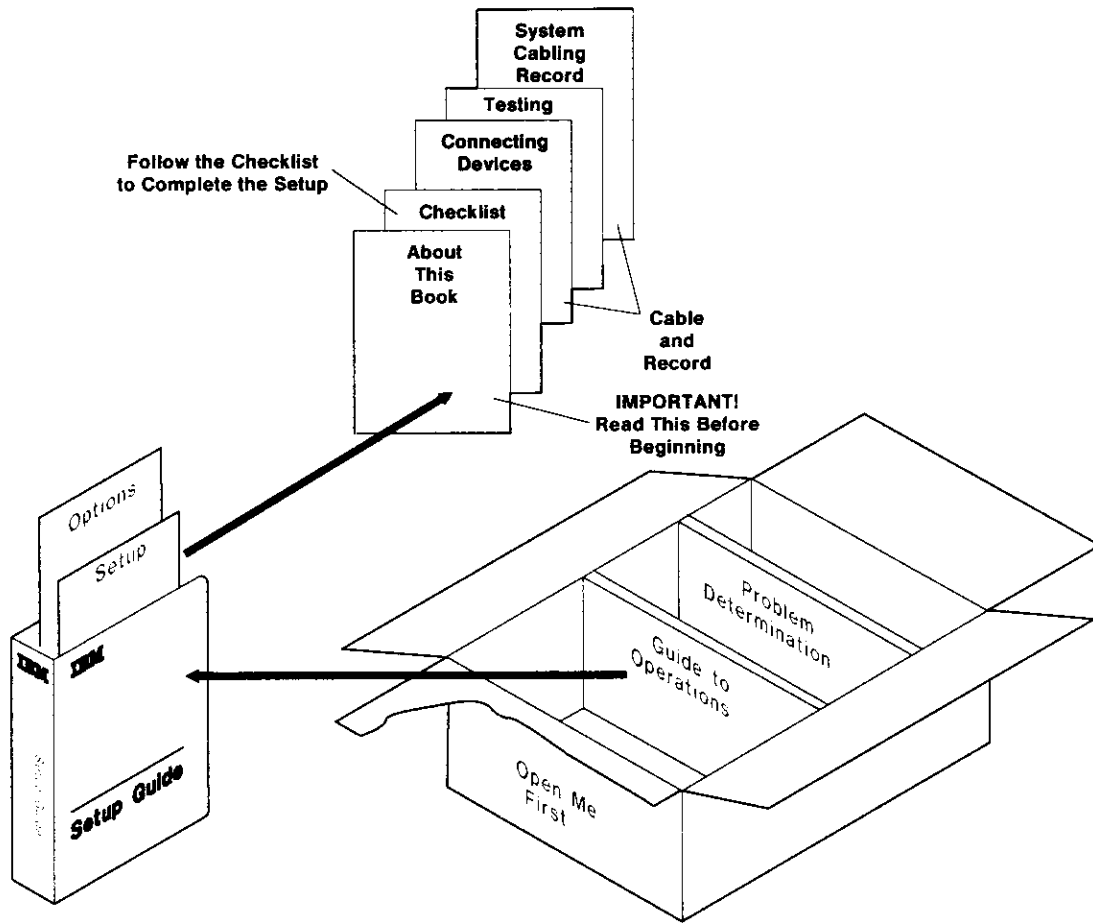 System
Cabling
Record
Testing
Connecting
Devices
Follow the Checklist
to Complete the Setup
Checklist
About
This
Book
Cable
and
Record
IMPORTANT!
Read This Before
Beginning
Options
Setup
IBM
IBM
Setup Guide
Setup Guide
Problem
Determination
Guide to
Operations
Open Me
First